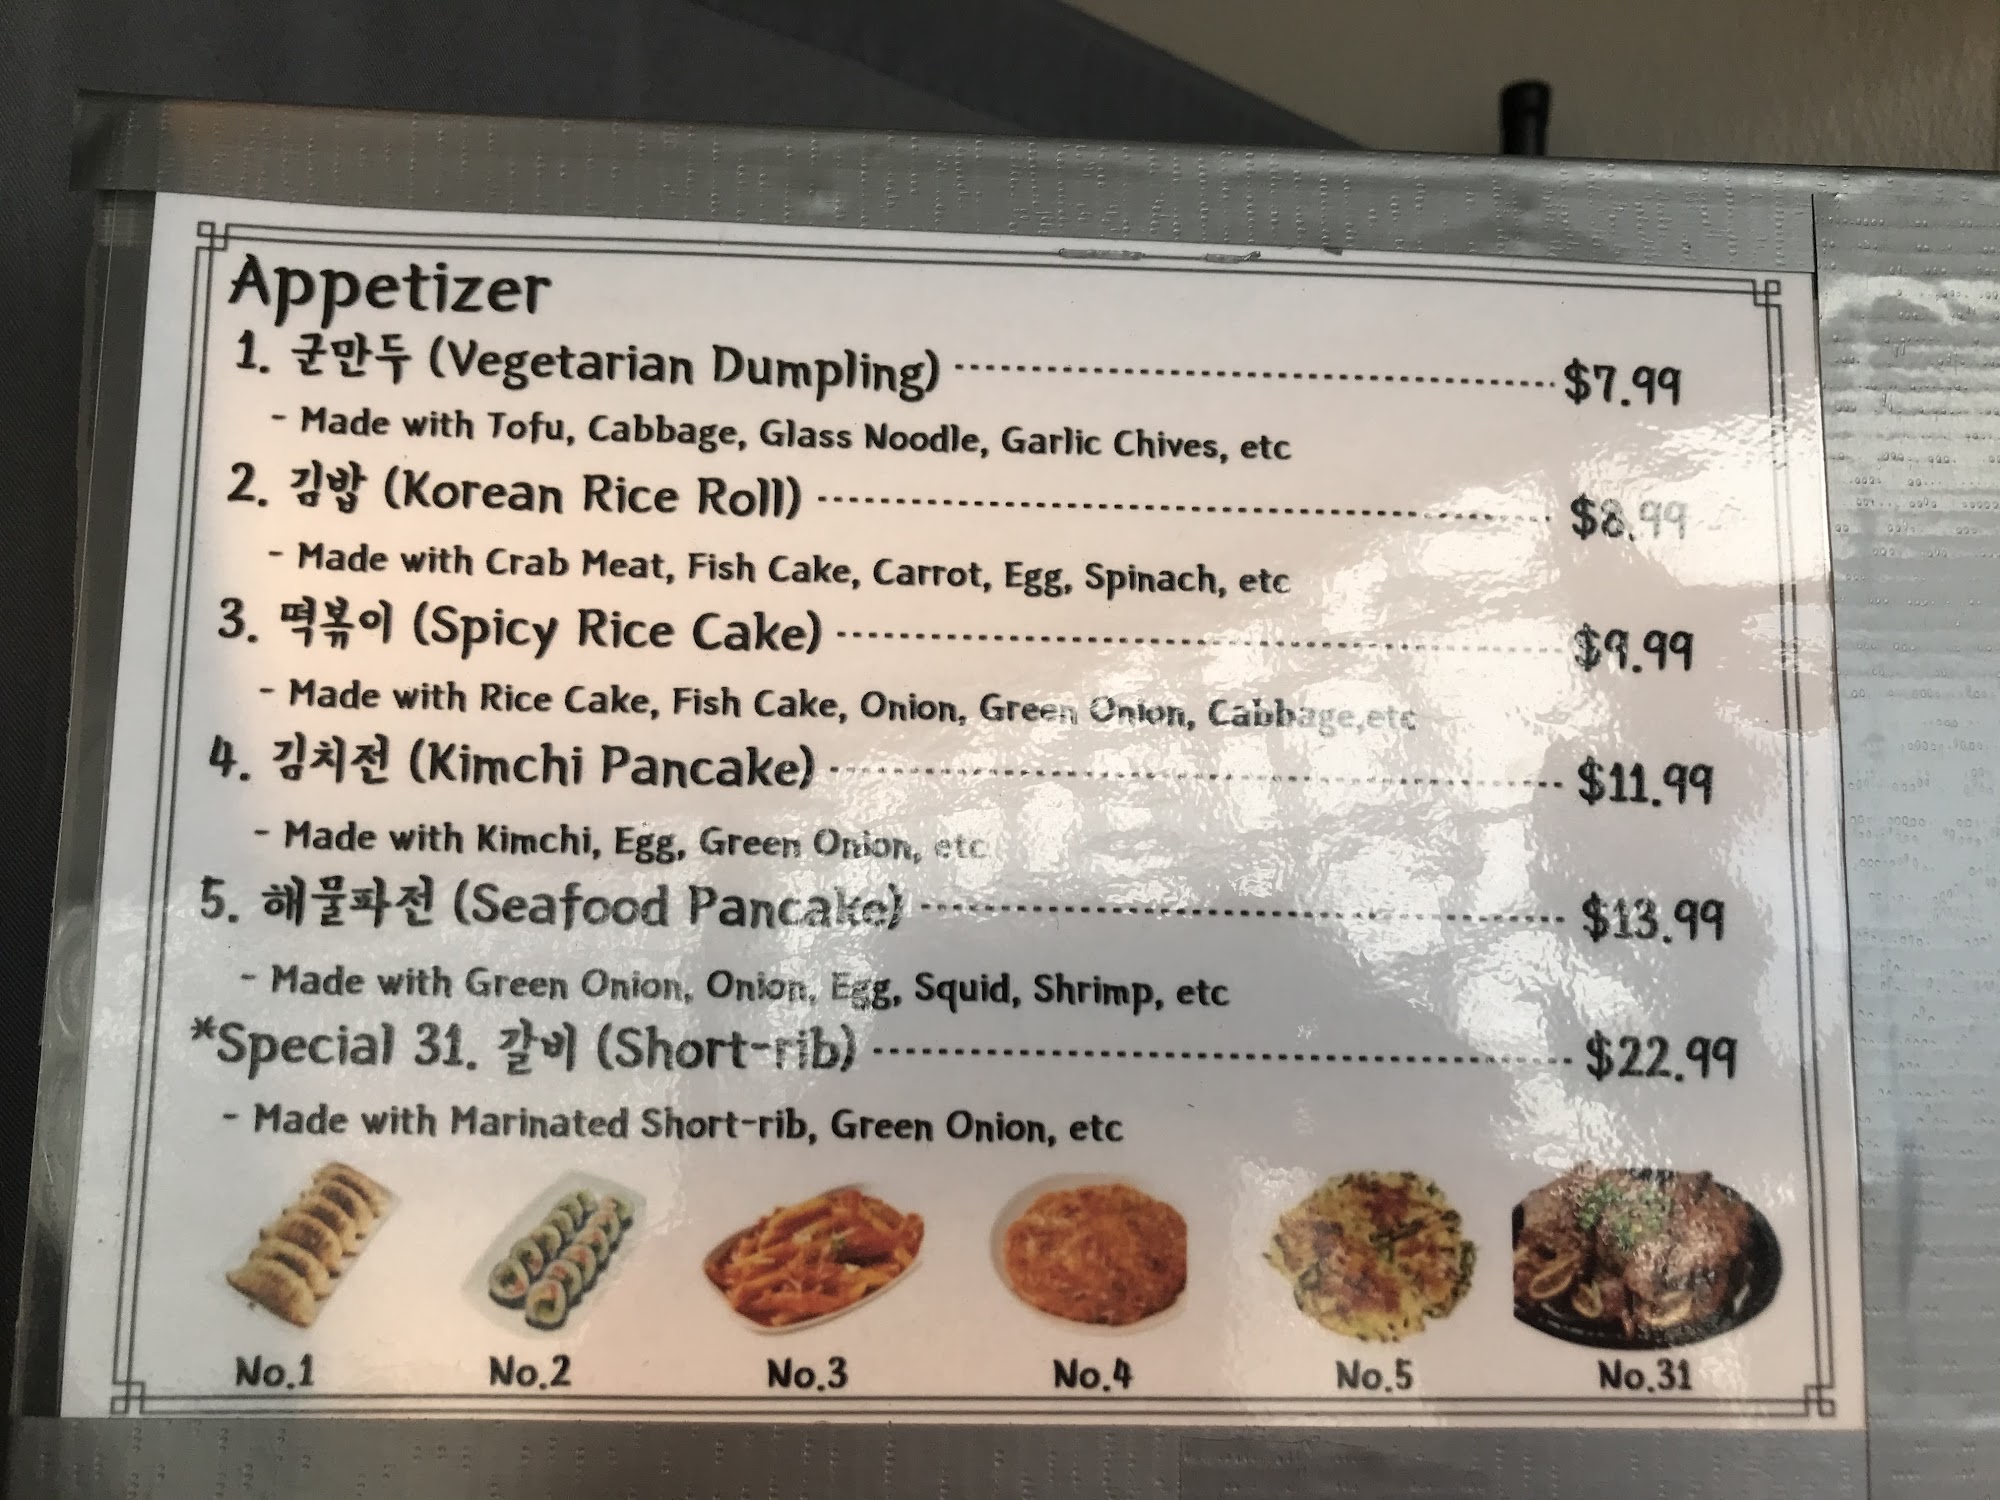 Appetizer
1. 군만두 (Vegetarian Dumpling) $7.99
- Made with Tofu, Cabbage, Glass Noodle, Garlic Chives, etc
2. 김밥 (Korean Rice Roll) $8.99
- Made with Crab Meat, Fish Cake, Carrot, Egg, Spinach, etc
3. 떡볶이 (Spicy Rice Cake) $9.99
- Made with Rice Cake, Fish Cake, Onion, Green Onion, Cabbage,etc
4. 김치전 (Kimchi Pancake) $11.99
- Made with Kimchi, Egg, Green Onion, etc
5. 해물파전 (Seafood Pancake) $13.99
- Made with Green Onion, Onion, Egg, Squid, Shrimp, etc
*Special 31. 갈비 (Short-rib) $22.99
- Made with Marinated Short-rib, Green Onion, etc
No.1 No.2 No.3 No.4 No.5 No.31